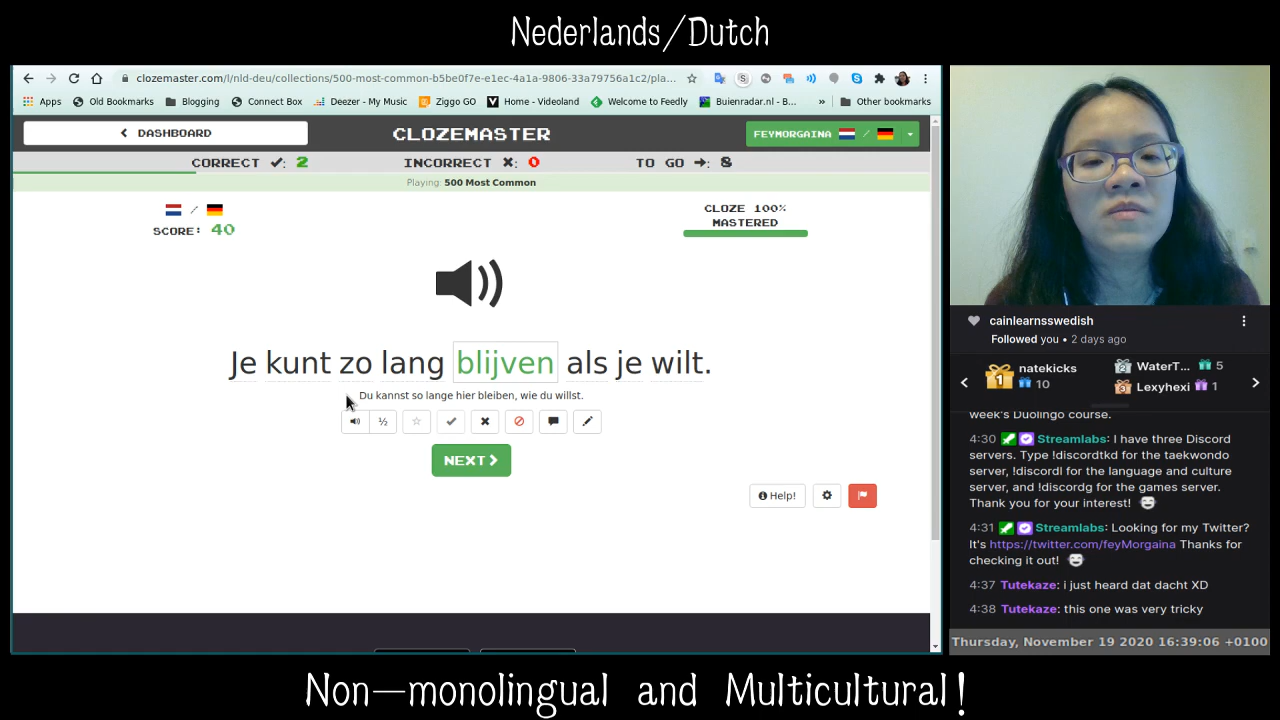 Nederlands/Dutch
clozemaster.com/l/nld-deu/collections/500-most-common-b5be0f7e-e1ec-4a1a-9806-33a79756a1c2/pla...
Apps Old Bookmarks Blogging Connect Box Deezer - My Music Ziggo GO Home - Videoland Welcome to Feedly Buienradar.nl - B... » Other bookmarks
DASHBOARD
CLOZEMASTER
FEYMORGAINA /
CORRECT ✔: 2 INCORRECT ✖: 0 TO GO ➔: 8
Playing: 500 Most Common
/
SCORE: 40
CLOZE 100%
MASTERED
Je kunt zo lang blijven als je wilt.
Du kannst so lange hier bleiben, wie du willst.
½
NEXT
Help!
cainlearnsswedish
Followed you • 2 days ago
1 natekicks
10
2 WaterT... 5
3 Lexyhexi 1
week's Duolingo course.
4:30 Streamlabs: I have three Discord
servers. Type !discordtkd for the taekwondo
server, !discordl for the language and culture
server, and !discordg for the games server.
Thank you for your interest!
4:31 Streamlabs: Looking for my Twitter?
It's https://twitter.com/feyMorgaina Thanks for
checking it out!
4:37 Tutekaze: i just heard dat dacht XD
4:38 Tutekaze: this one was very tricky
Thursday, November 19 2020 16:39:06 +0100
Non-monolingual and Multicultural!